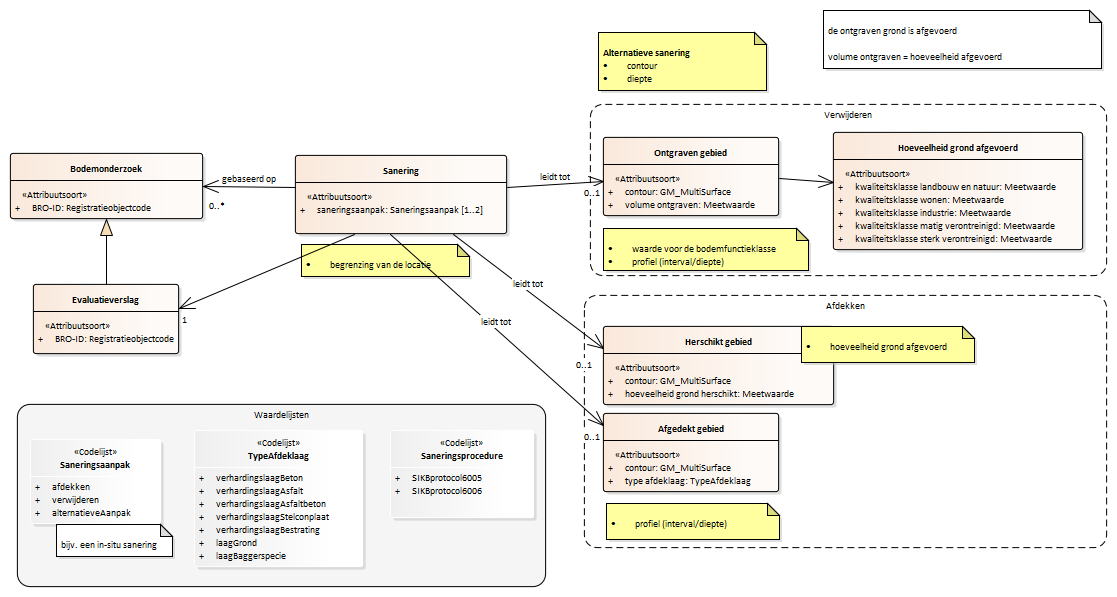 de ontgraven grond is afgevoerd
volume ontgraven = hoeveelheid afgevoerd
Alternatieve sanering
• contour
• diepte
Verwijderen
Bodemonderzoek
«Attribuutsoort»
+ BRO-ID: Registratieobjectcode
gebaseerd op
0..*
Sanering
«Attribuutsoort»
+ saneringsaanpak: Saneringsaanpak [1..2]
leidt tot
0..1
Ontgraven gebied
«Attribuutsoort»
+ contour: GM_MultiSurface
+ volume ontgraven: Meetwaarde
Hoeveelheid grond afgevoerd
«Attribuutsoort»
+ kwaliteitsklasse landbouw en natuur: Meetwaarde
+ kwaliteitsklasse wonen: Meetwaarde
+ kwaliteitsklasse industrie: Meetwaarde
+ kwaliteitsklasse matig verontreinigd: Meetwaarde
+ kwaliteitsklasse sterk verontreinigd: Meetwaarde
• waarde voor de bodemfunctieklasse
• profiel (interval/diepte)
• begrenzing van de locatie
Evaluatieverslag
«Attribuutsoort»
+ BRO-ID: Registratieobjectcode
1
leidt tot
leidt tot
Afdekken
0..1
Herschikt gebied
«Attribuutsoort»
+ contour: GM_MultiSurface
+ hoeveelheid grond herschikt: Meetwaarde
• hoeveelheid grond afgevoerd
0..1
Afgedekt gebied
«Attribuutsoort»
+ contour: GM_MultiSurface
+ type afdeklaag: TypeAfdeklaag
• profiel (interval/diepte)
Waardelijsten
«Codelijst»
Saneringsaanpak
+ afdekken
+ verwijderen
+ alternatieveAanpak
bijv. een in-situ sanering
«Codelijst»
TypeAfdeklaag
+ verhardingslaagBeton
+ verhardingslaagAsfalt
+ verhardingslaagAsfaltbeton
+ verhardingslaagStelconplaat
+ verhardingslaagBestrating
+ laagGrond
+ laagBaggerspecie
«Codelijst»
Saneringsprocedure
+ SIKBprotocol6005
+ SIKBprotocol6006